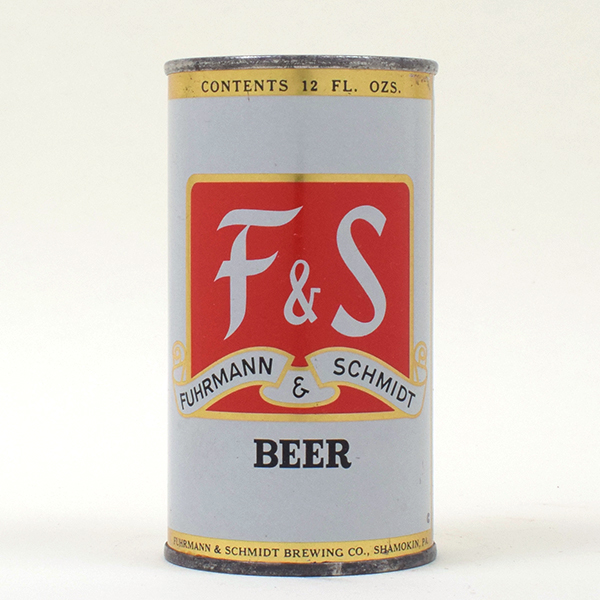 CONTENTS 12 FL. OZS.
F & S
FUHRMANN & SCHMIDT
BEER
FUHRMANN & SCHMIDT BREWING CO., SHAMOKIN, PA.